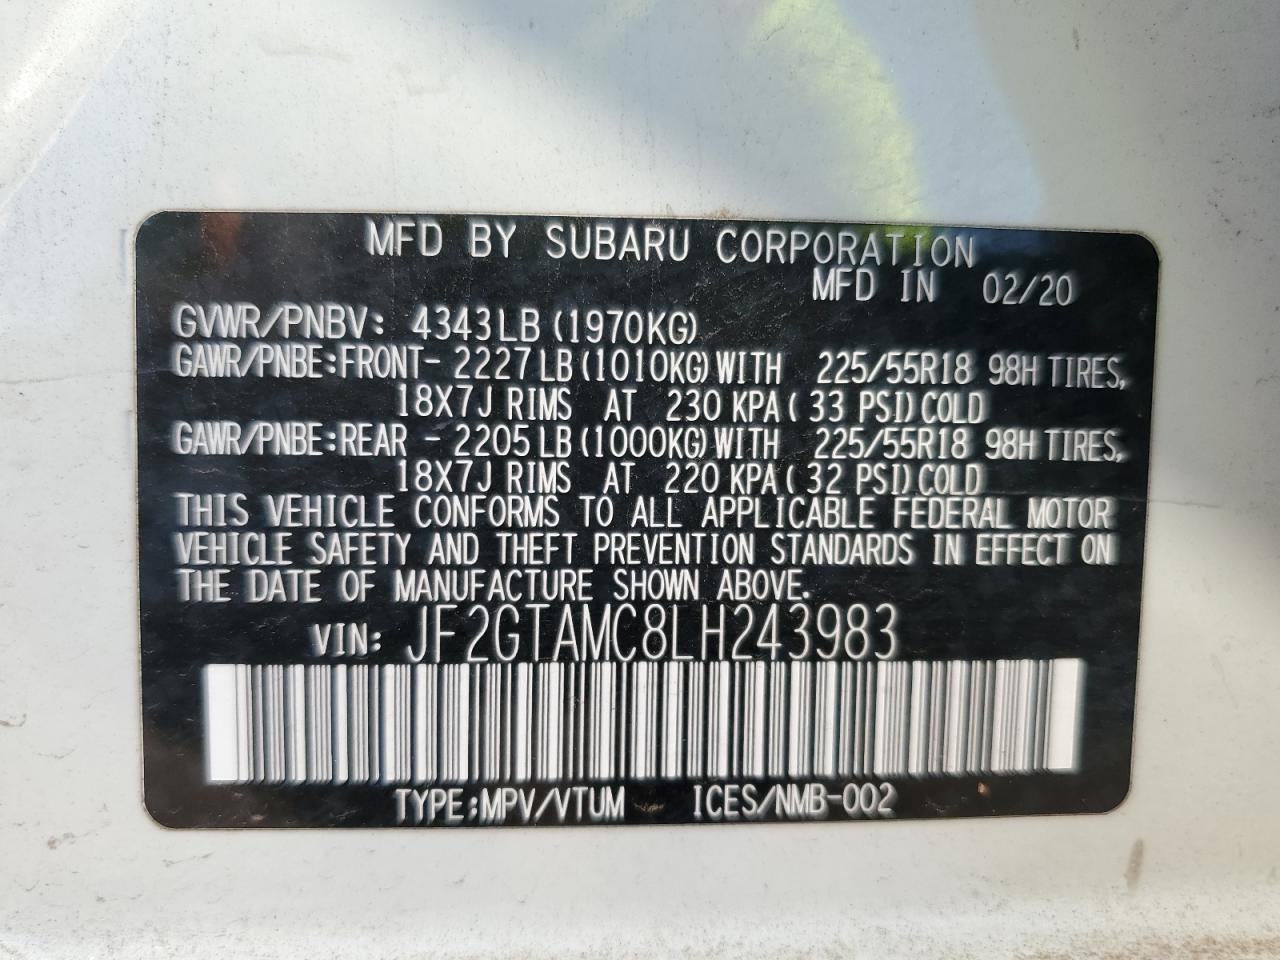 MFD BY SUBARU CORPORATION
MFD IN 02/20
GVWR/PNBV: 4343LB (1970KG)
GAWR/PNBE:FRONT- 2227LB (1010KG)WITH 225/55R18 98H TIRES,
18X7J RIMS AT 230 KPA( 33 PSI)COLD
GAWR/PNBE:REAR - 2205LB (1000KG)WITH 225/55R18 98H TIRES,
18X7J RIMS AT 220 KPA( 32 PSI)COLD
THIS VEHICLE CONFORMS TO ALL APPLICABLE FEDERAL MOTOR
VEHICLE SAFETY AND THEFT PREVENTION STANDARDS IN EFFECT ON
THE DATE OF MANUFACTURE SHOWN ABOVE.
VIN: JF2GTAMC8LH243983
TYPE:MPV/VTUM ICES/NMB-002